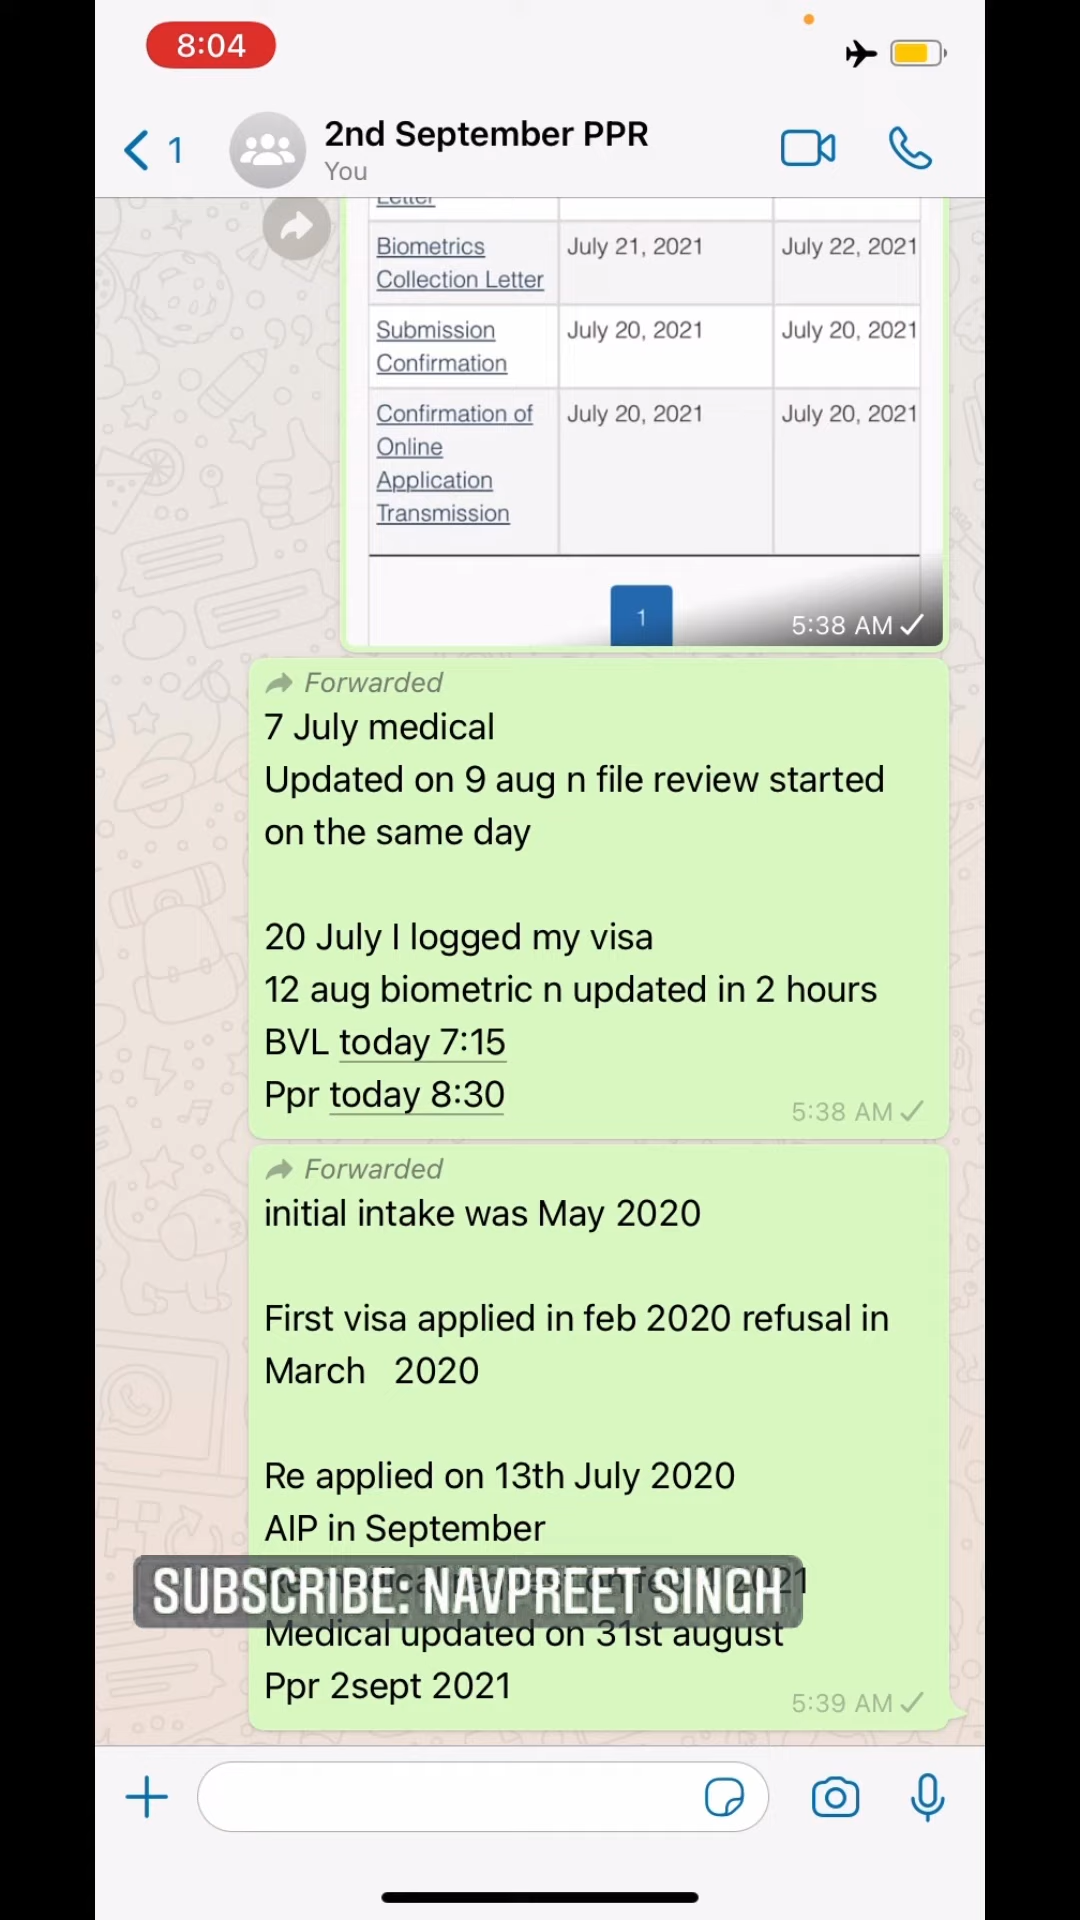 8:04
1
2nd September PPR
You
Letter
Biometrics Collection Letter July 21, 2021 July 22, 2021
Submission Confirmation July 20, 2021 July 20, 2021
Confirmation of Online Application Transmission July 20, 2021 July 20, 2021
1
5:38 AM
Forwarded
7 July medical
Updated on 9 aug n file review started
on the same day
20 July I logged my visa
12 aug biometric n updated in 2 hours
BVL today 7:15
Ppr today 8:30
5:38 AM
Forwarded
initial intake was May 2020
First visa applied in feb 2020 refusal in
March 2020
Re applied on 13th July 2020
AIP in September
SUBSCRIBE: NAVPREET SINGH
Medical updated on 31st august
Ppr 2sept 2021
5:39 AM